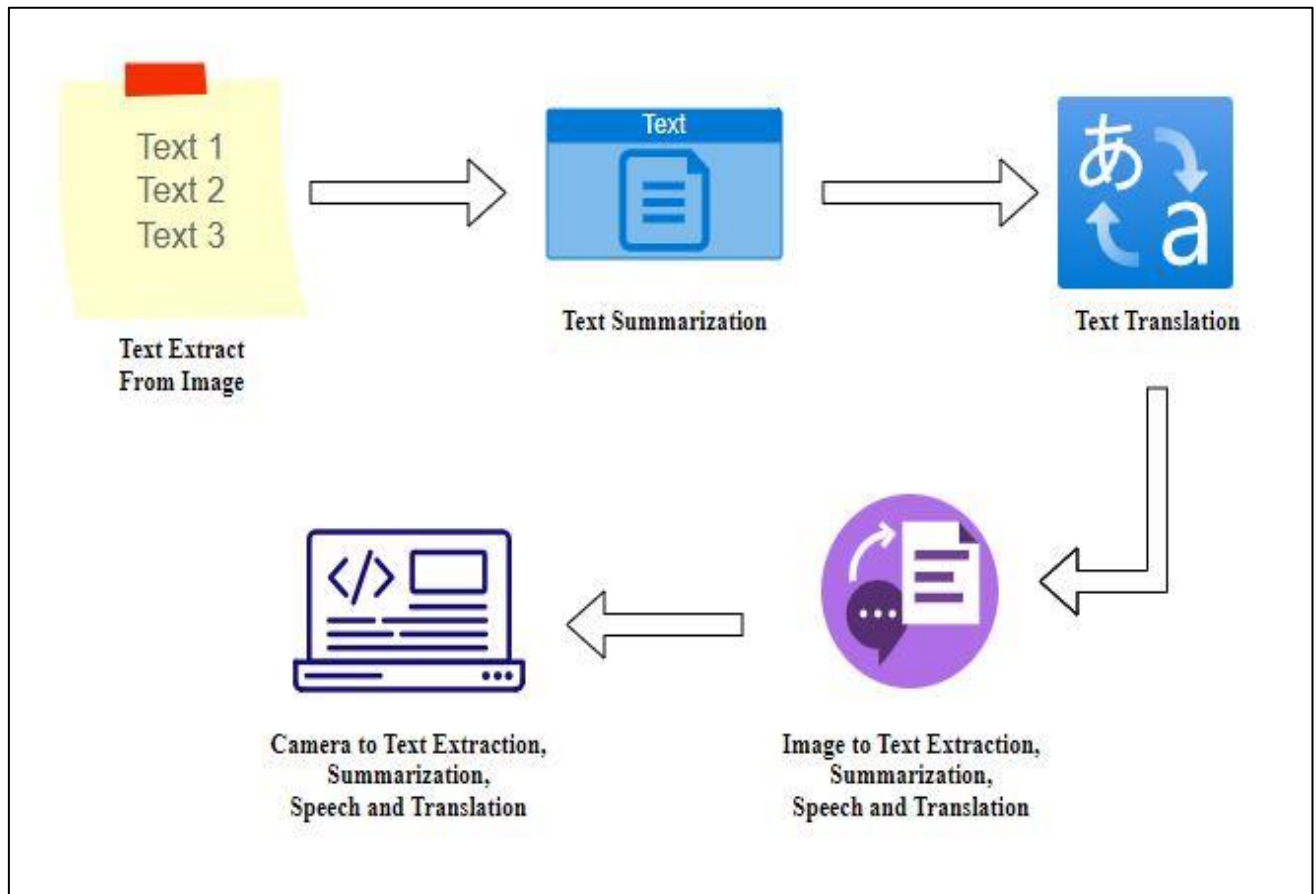 Text 1
Text 2
Text 3
Text Extract
From Image
Text
Text Summarization
あ
a
Text Translation
</>
Camera to Text Extraction,
Summarization,
Speech and Translation
Image to Text Extraction,
Summarization,
Speech and Translation